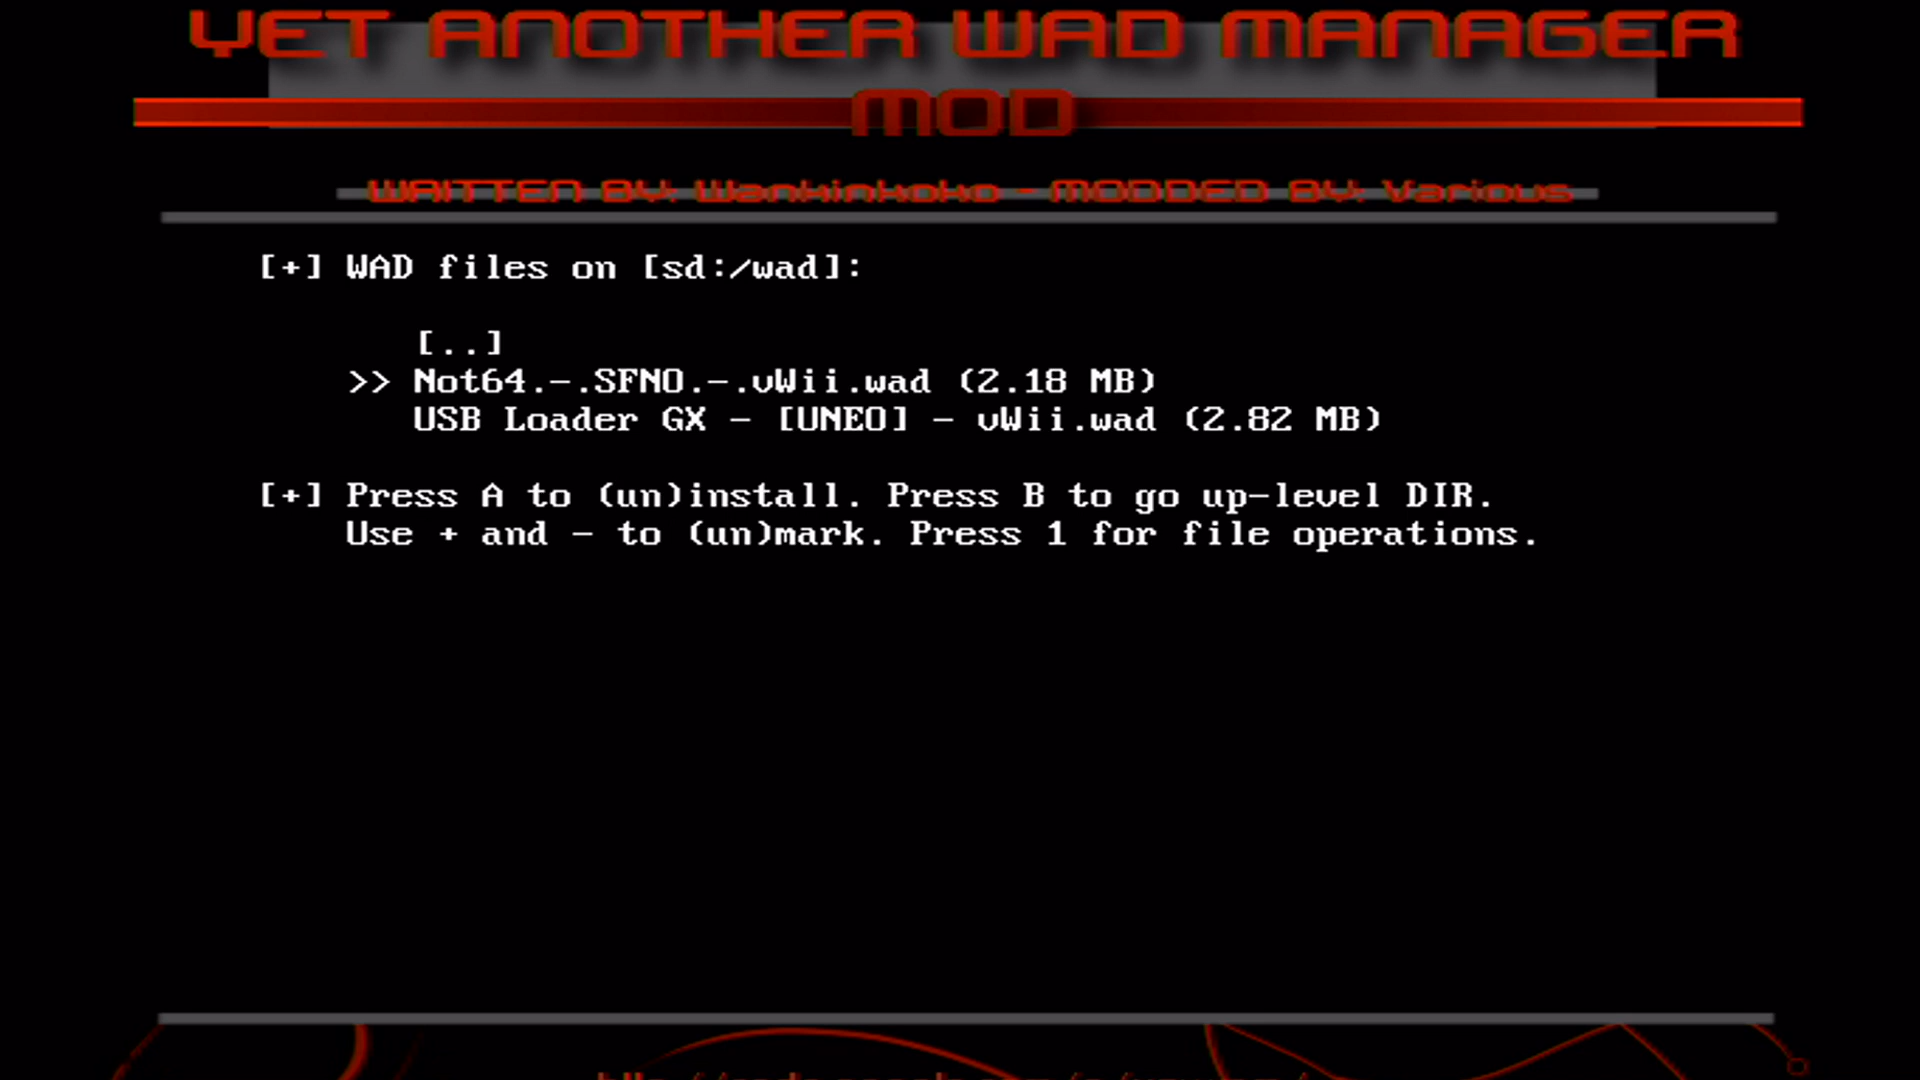 YET ANOTHER WAD MANAGER
MOD
WRITTEN BY: Waninkoko - MODDED BY: Various
[+] WAD files on [sd:/wad]:
[..]
>> Not64.-.SFNO.-.vWii.wad (2.18 MB)
USB Loader GX - [UNEO] - vWii.wad (2.82 MB)
[+] Press A to (un)install. Press B to go up-level DIR.
Use + and - to (un)mark. Press 1 for file operations.